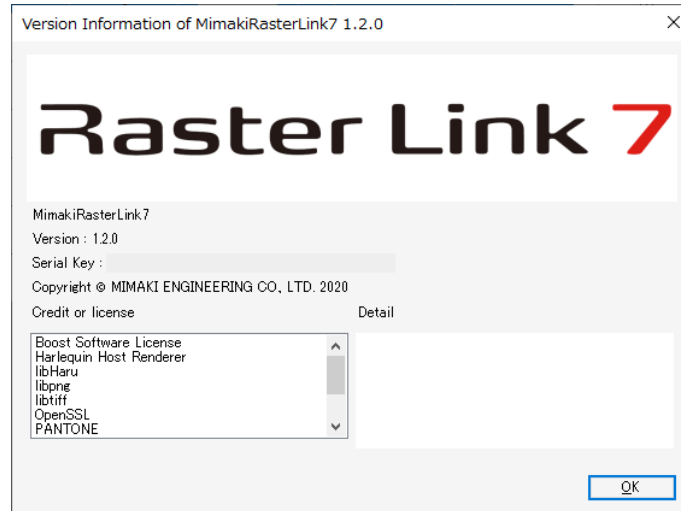 Version Information of MimakiRasterLink7 1.2.0
Raster Link 7
MimakiRasterLink7
Version : 1.2.0
Serial Key :
Copyright © MIMAKI ENGINEERING CO., LTD. 2020
Credit or license
Detail
Boost Software License
Harlequin Host Renderer
libHaru
libpng
libtiff
OpenSSL
PANTONE
OK